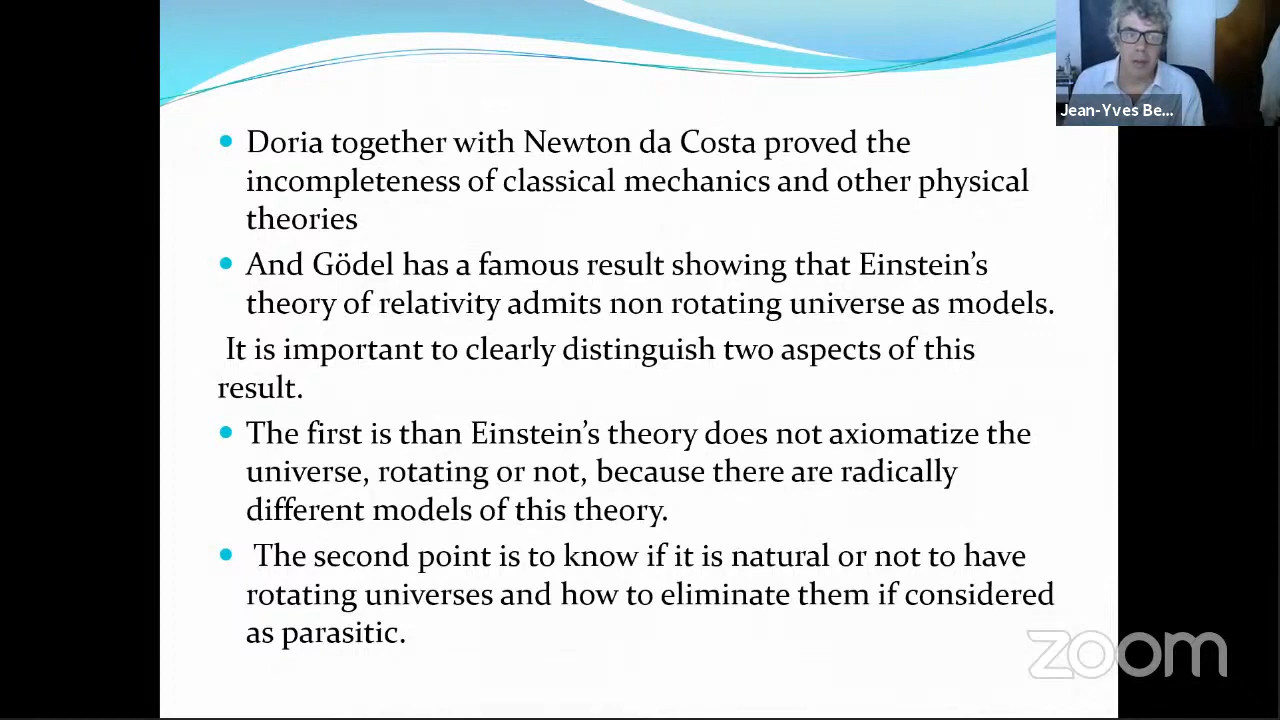 Jean-Yves Be...
Doria together with Newton da Costa proved the
incompleteness of classical mechanics and other physical
theories
And Gödel has a famous result showing that Einstein's
theory of relativity admits non rotating universe as models.
It is important to clearly distinguish two aspects of this
result.
The first is than Einstein's theory does not axiomatize the
universe, rotating or not, because there are radically
different models of this theory.
The second point is to know if it is natural or not to have
rotating universes and how to eliminate them if considered
as parasitic.
zoom